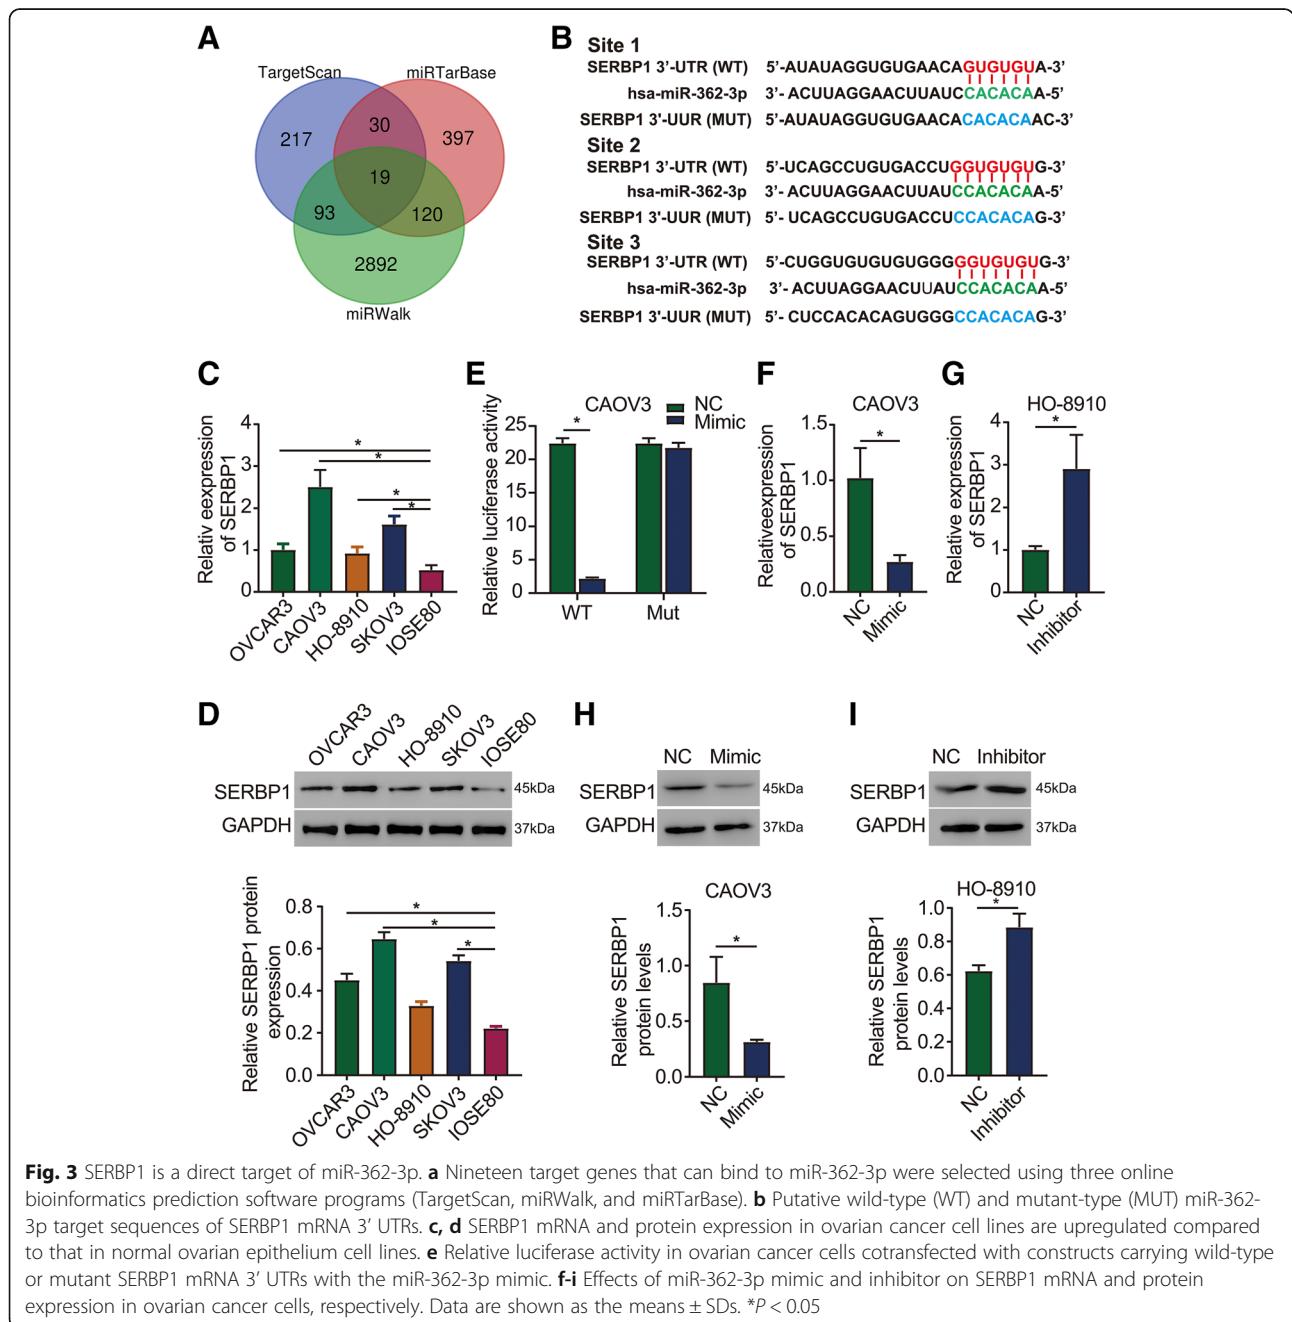 A
TargetScan
miRTarBase
217
30
397
19
93
120
2892
miRWalk
B
Site 1
SERBP1 3'-UTR (WT) 5'-AUAUAGGUGUGAACAGUGUGUA-3'
hsa-miR-362-3p 3'- ACUUAGGAACUUAUCCACACAA-5'
SERBP1 3'-UUR (MUT) 5'-AUAUAGGUGUGAACACACACAAC-3'
Site 2
SERBP1 3'-UTR (WT) 5'-UCAGCCUGUGACCUGGUGUGUG-3'
hsa-miR-362-3p 3'- ACUUAGGAACUUAUCCACACAA-5'
SERBP1 3'-UUR (MUT) 5'- UCAGCCUGUGACCUCCACACAG-3'
Site 3
SERBP1 3'-UTR (WT) 5'-CUGGUGUGUGUGGGGGUGUGUG-3'
hsa-miR-362-3p 3'- ACUUAGGAACUUAUCCACACAA-5'
SERBP1 3'-UUR (MUT) 5'- CUCCACACAGUGGGCCACACAG-3'
C
Relativ eexpression
of SERBP1
4
3
2
1
0
* * * *
OVCAR3 CAOV3 HO-8910 SKOV3 IOSE80
E
CAOV3
NC
Mimic
Relative luciferase activity
25
20
15
10
5
0
*
WT Mut
F
CAOV3
Relativeexpression
of SERBP1
1.5
1.0
0.5
0.0
*
NC Mimic
G
HO-8910
Relative expression
of SERBP1
4
3
2
1
0
*
NC Inhibitor
D
OVCAR3 CAOV3 HO-8910 SKOV3 IOSE80
SERBP1 45kDa
GAPDH 37kDa
Relative SERBP1 protein
expression
0.8
0.6
0.4
0.2
0.0
* * *
OVCAR3 CAOV3 HO-8910 SKOV3 IOSE80
H
NC Mimic
SERBP1 45kDa
GAPDH 37kDa
CAOV3
Relative SERBP1
protein levels
1.5
1.0
0.5
0.0
*
NC Mimic
I
NC Inhibitor
SERBP1 45kDa
GAPDH 37kDa
HO-8910
Relative SERBP1
protein levels
1.0
0.8
0.6
0.4
0.2
0.0
*
NC Inhibitor
Fig. 3 SERBP1 is a direct target of miR-362-3p. a Nineteen target genes that can bind to miR-362-3p were selected using three online
bioinformatics prediction software programs (TargetScan, miRWalk, and miRTarBase). b Putative wild-type (WT) and mutant-type (MUT) miR-362-
3p target sequences of SERBP1 mRNA 3' UTRs. c, d SERBP1 mRNA and protein expression in ovarian cancer cell lines are upregulated compared
to that in normal ovarian epithelium cell lines. e Relative luciferase activity in ovarian cancer cells cotransfected with constructs carrying wild-type
or mutant SERBP1 mRNA 3' UTRs with the miR-362-3p mimic. f-i Effects of miR-362-3p mimic and inhibitor on SERBP1 mRNA and protein
expression in ovarian cancer cells, respectively. Data are shown as the means ± SDs. *P < 0.05